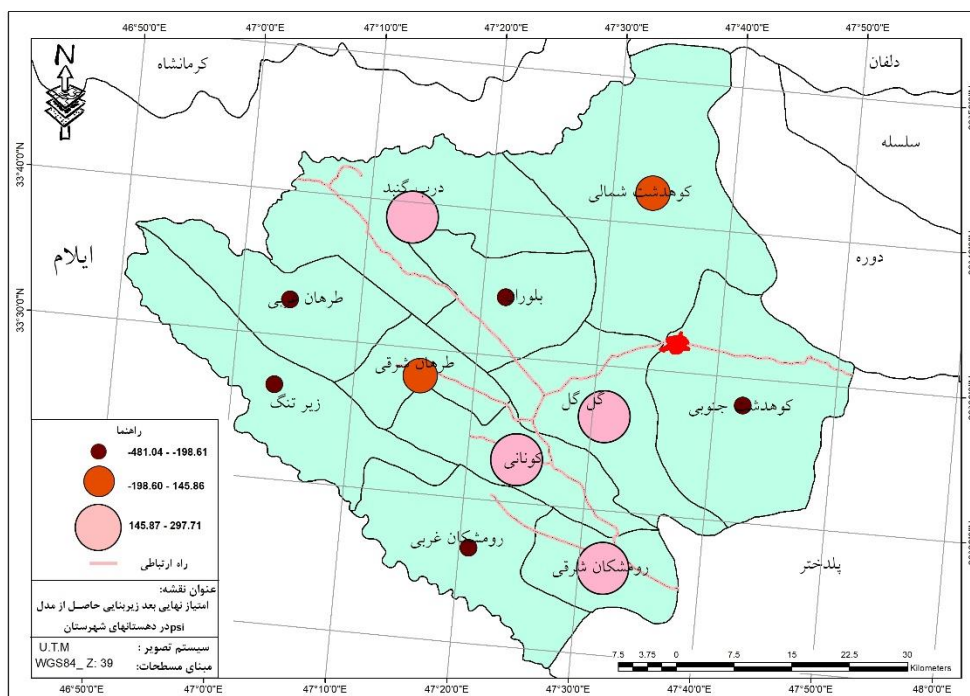 46°50'0"E 47°0'0"E 47°10'0"E 47°20'0"E 47°30'0"E 47°40'0"E 47°50'0"E
N
کرمانشاه
دلفان
سلسله
33°40'0"N
درب گنبد
کوهدشت شمالی
ایلام
دوره
بلوران
33°30'0"N
طرهان شرقی
زیر تنگ
گل گل
کوهدشت جنوبی
کونانی
رومشکان غربی
رومشکان شرقی
پلدختر
راهنما
-481.04 - -198.61
-198.60 - 145.86
145.87 - 297.71
راه ارتباطی
عنوان نقشه:
امتیاز نهایی بعد زیربنایی حاصل از مدل
psiدر دهستانهای شهرستان
سیستم تصویر : U.T.M
مبنای مسطحات: WGS84_ Z: 39
7.5 3.75 0 7.5 15 22.5 30
Kilometers
46°50'0"E 47°0'0"E 47°10'0"E 47°20'0"E 47°30'0"E 47°40'0"E 47°50'0"E 48°0'0"E